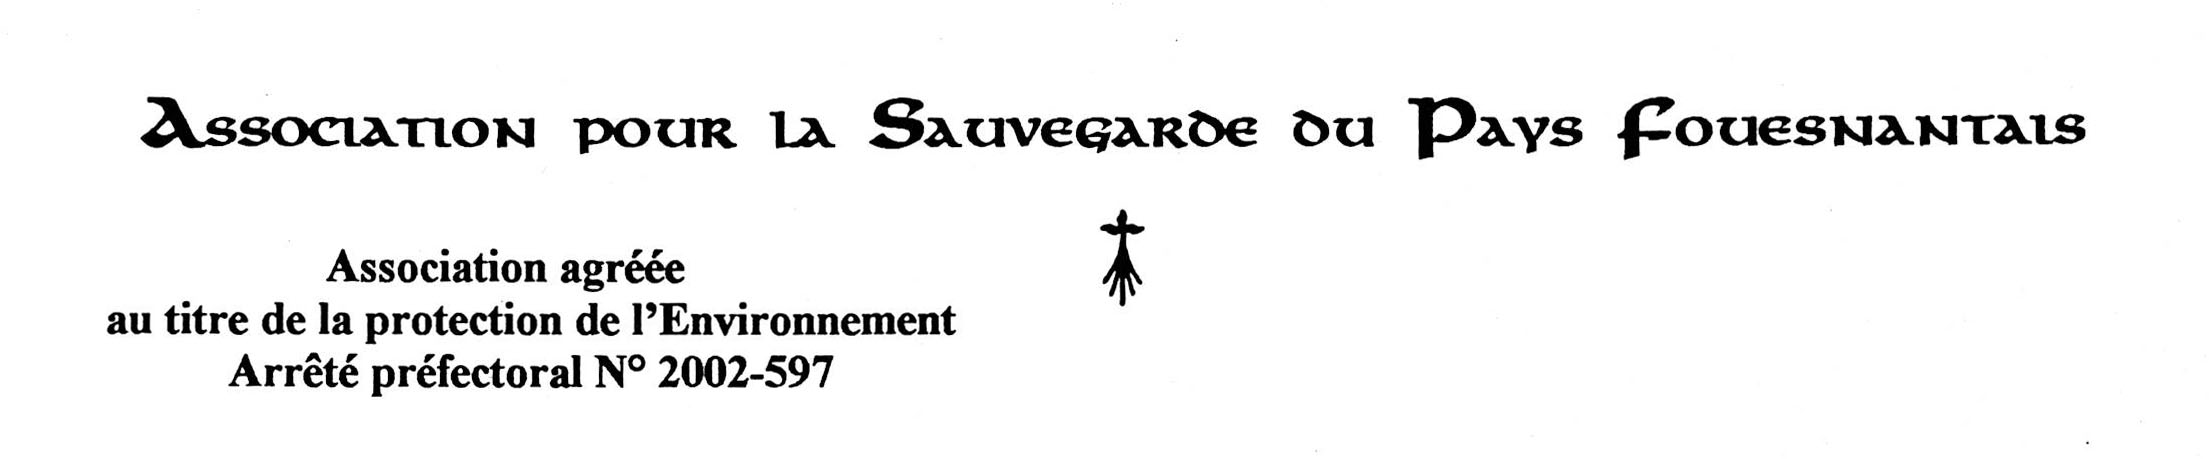 Association pour la Sauvegarde du Pays Fouesnantais
Association agréée
au titre de la protection de l’Environnement
Arrêté préfectoral N° 2002-597